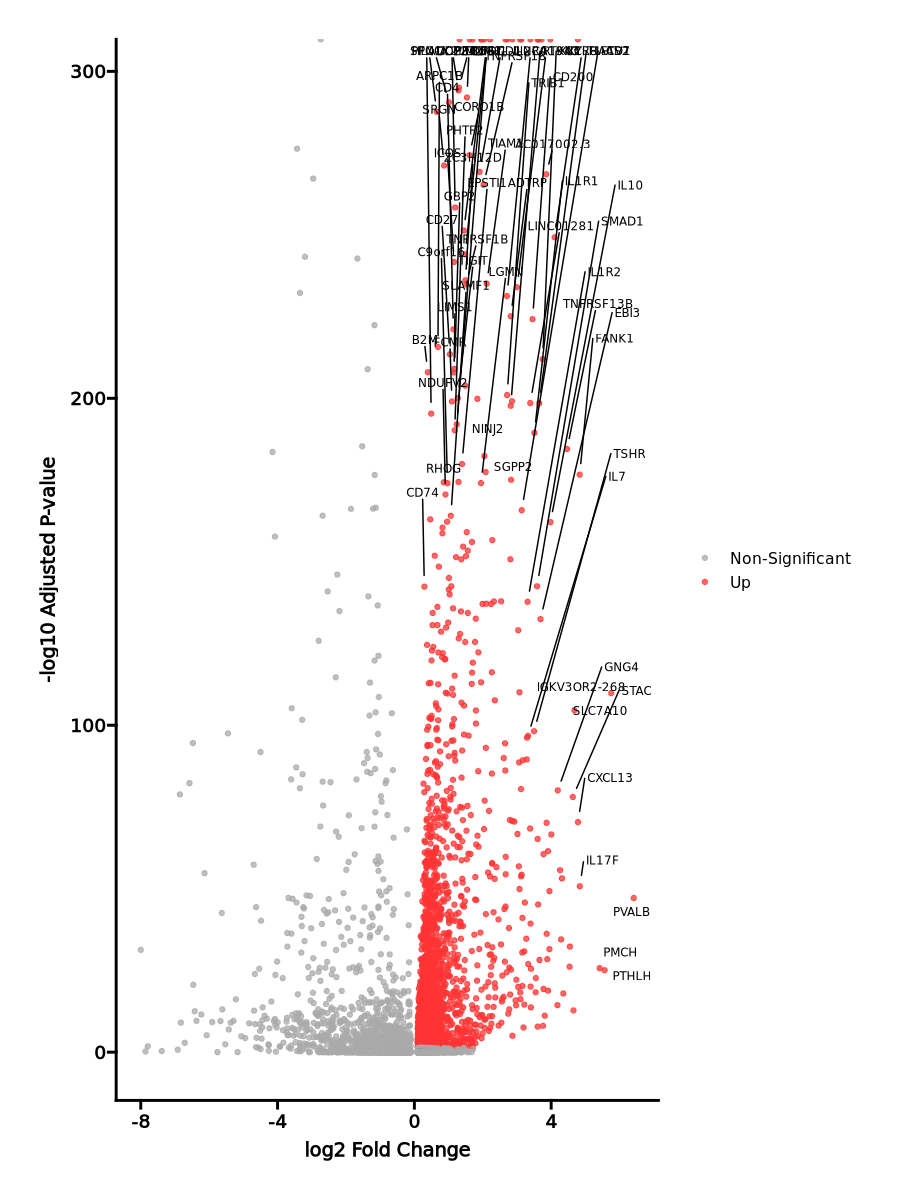 300
200
100
0
-8
-4
0
4
-log10 Adjusted P-value
log2 Fold Change
Non-Significant
Up
ARPC1B
CD4
SRGN
CORO1B
TRIB1
CD200
PHTF2
ICOS
ZC3H12D
TIAM1
AC017002.3
EPSTI1
ADTRP
IL1R1
IL10
GBP2
CD27
LINC01281
SMAD1
TNFRSF1B
C9orf16
TIGIT
LGMN
IL1R2
SLAMF1
LIMS1
TNFRSF13B
EBI3
B2M
FCMR
FANK1
NDUFV2
NINJ2
TSHR
RHOG
SGPP2
IL7
CD74
GNG4
IGKV3OR2-268
STAC
SLC7A10
CXCL13
IL17F
PVALB
PMCH
PTHLH